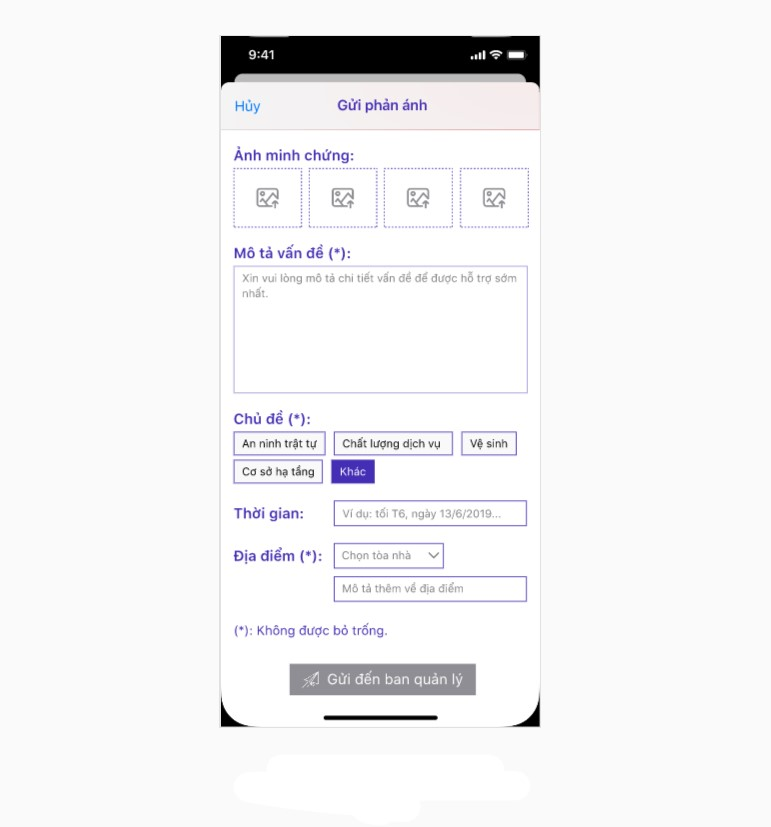 9:41
Hủy
Gửi phản ánh
Ảnh minh chứng:
Mô tả vấn đề (*):
Xin vui lòng mô tả chi tiết vấn đề để được hỗ trợ sớm
nhất.
Chủ đề (*):
An ninh trật tự
Chất lượng dịch vụ
Vệ sinh
Cơ sở hạ tầng
Khác
Thời gian:
Ví dụ: tối T6, ngày 13/6/2019...
Địa điểm (*):
Chọn tòa nhà
Mô tả thêm về địa điểm
(*): Không được bỏ trống.
Gửi đến ban quản lý